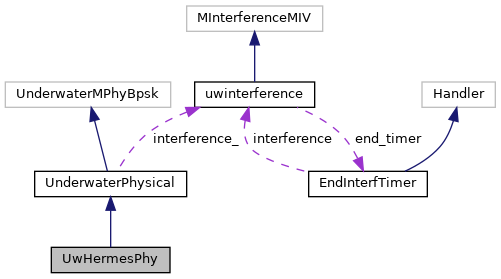 MInterferenceMIV
UnderwaterMPhyBpsk
uwinterference
Handler
interference_
interference
end_timer
UnderwaterPhysical
EndInterfTimer
UwHermesPhy